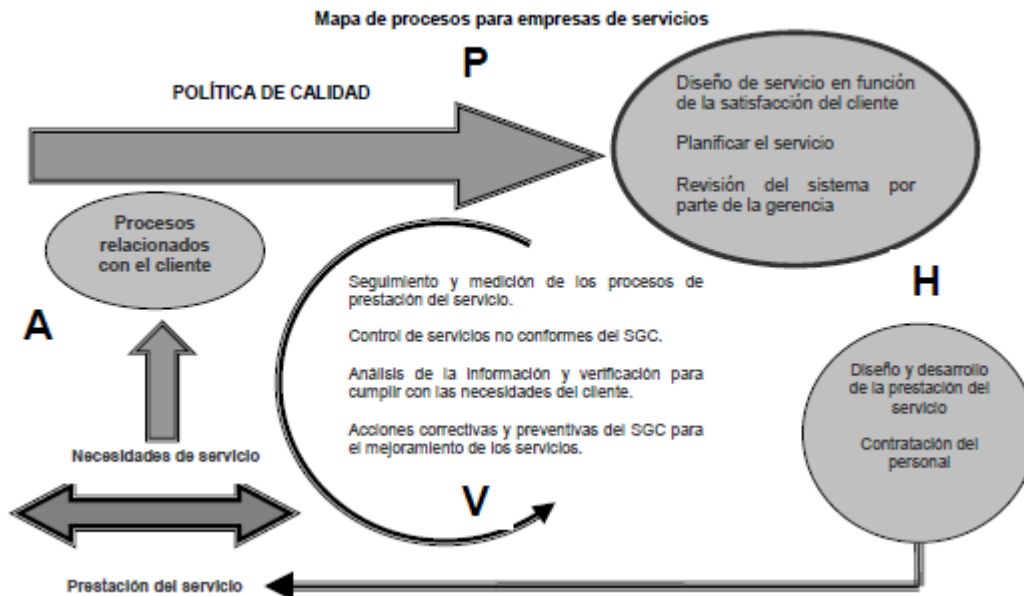 Mapa de procesos para empresas de servicios
P
POLÍTICA DE CALIDAD
Diseño de servicio en función
de la satisfacción del cliente
Planificar el servicio
Revisión del sistema por
parte de la gerencia
Procesos
relacionados
con el cliente
H
A
Seguimiento y medición de los procesos de
prestación del servicio.
Control de servicios no conformes del SGC.
Análisis de la información y verificación para
cumplir con las necesidades del cliente.
Acciones correctivas y preventivas del SGC para
el mejoramiento de los servicios.
Diseño y desarrollo
de la prestación del
servicio
Contratación del
personal
Necesidades de servicio
V
Prestación del servicio